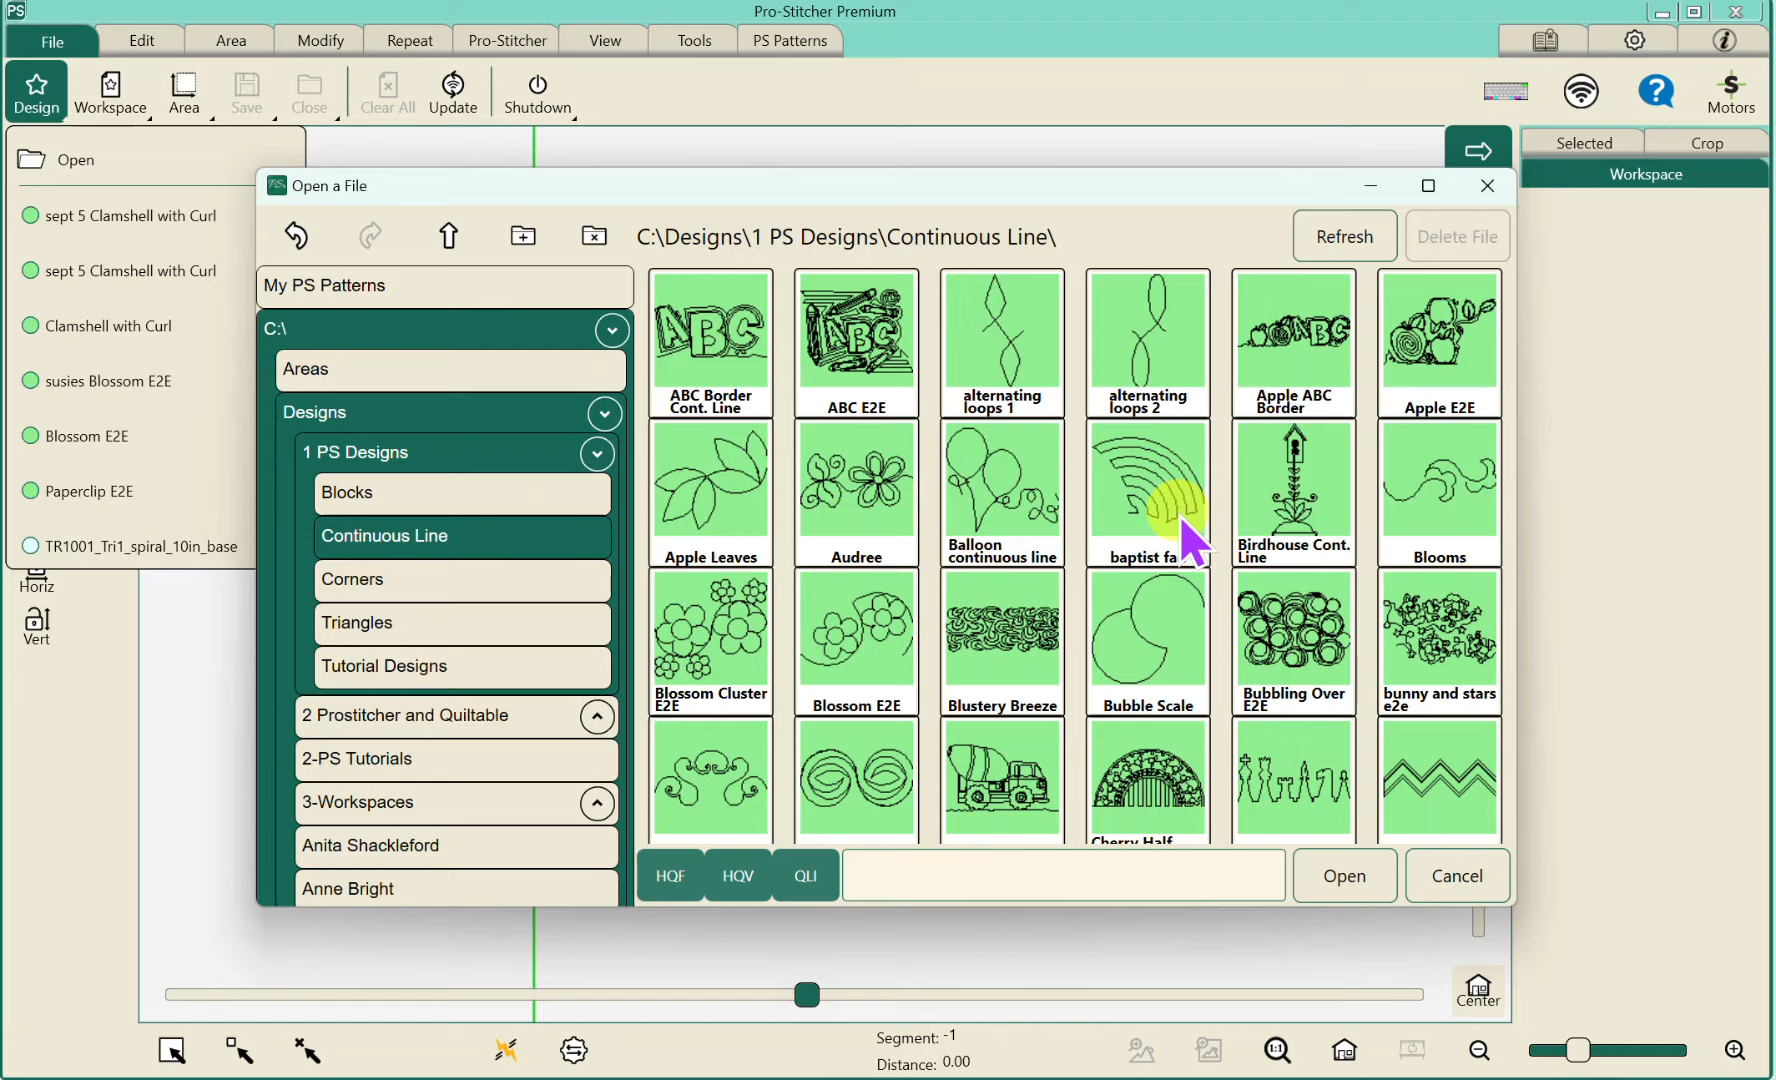 PS
Pro-Stitcher Premium
File
Edit
Area
Modify
Repeat
Pro-Stitcher
View
Tools
PS Patterns
Design
Workspace
Area
Save
Close
Clear All
Update
Shutdown
Motors
Open
Selected
Crop
Workspace
sept 5 Clamshell with Curl
sept 5 Clamshell with Curl
Clamshell with Curl
susies Blossom E2E
Blossom E2E
Paperclip E2E
TR1001_Tri1_spiral_10in_base
Horiz
Vert
Open a File
C:\Designs\1 PS Designs\Continuous Line\
Refresh
Delete File
My PS Patterns
C:\
Areas
Designs
1 PS Designs
Blocks
Continuous Line
Corners
Triangles
Tutorial Designs
2 Prostitcher and Quiltable
2-PS Tutorials
3-Workspaces
Anita Shackleford
Anne Bright
ABC Border
Cont. Line
ABC E2E
alternating
loops 1
alternating
loops 2
Apple ABC
Border
Apple E2E
Apple Leaves
Audree
Balloon
continuous line
baptist
Birdhouse Cont.
Line
Blooms
Blossom Cluster
E2E
Blossom E2E
Blustery Breeze
Bubble Scale
Bubbling Over
E2E
bunny and stars
e2e
Cherry Half
HQF
HQV
QLI
Open
Cancel
Center
Segment: -1
Distance: 0.00
1:1